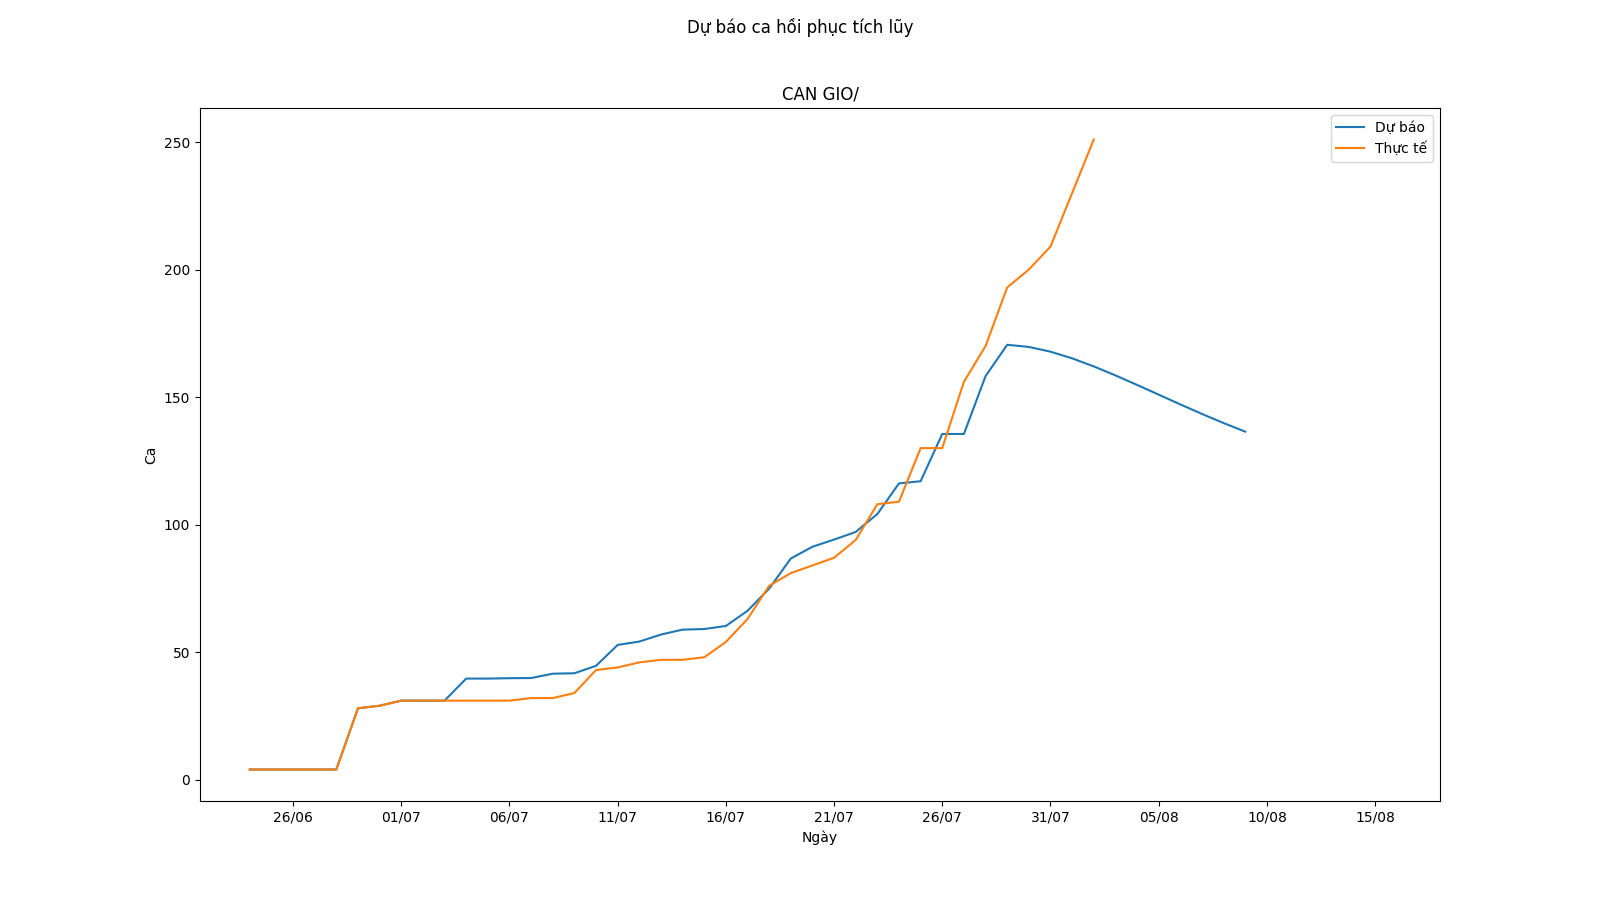 Dự báo ca hồi phục tích lũy
CAN GIO/
Dự báo
Thực tế
250
200
150
100
50
0
Ca
26/06 01/07 06/07 11/07 16/07 21/07 26/07 31/07 05/08 10/08 15/08
Ngày